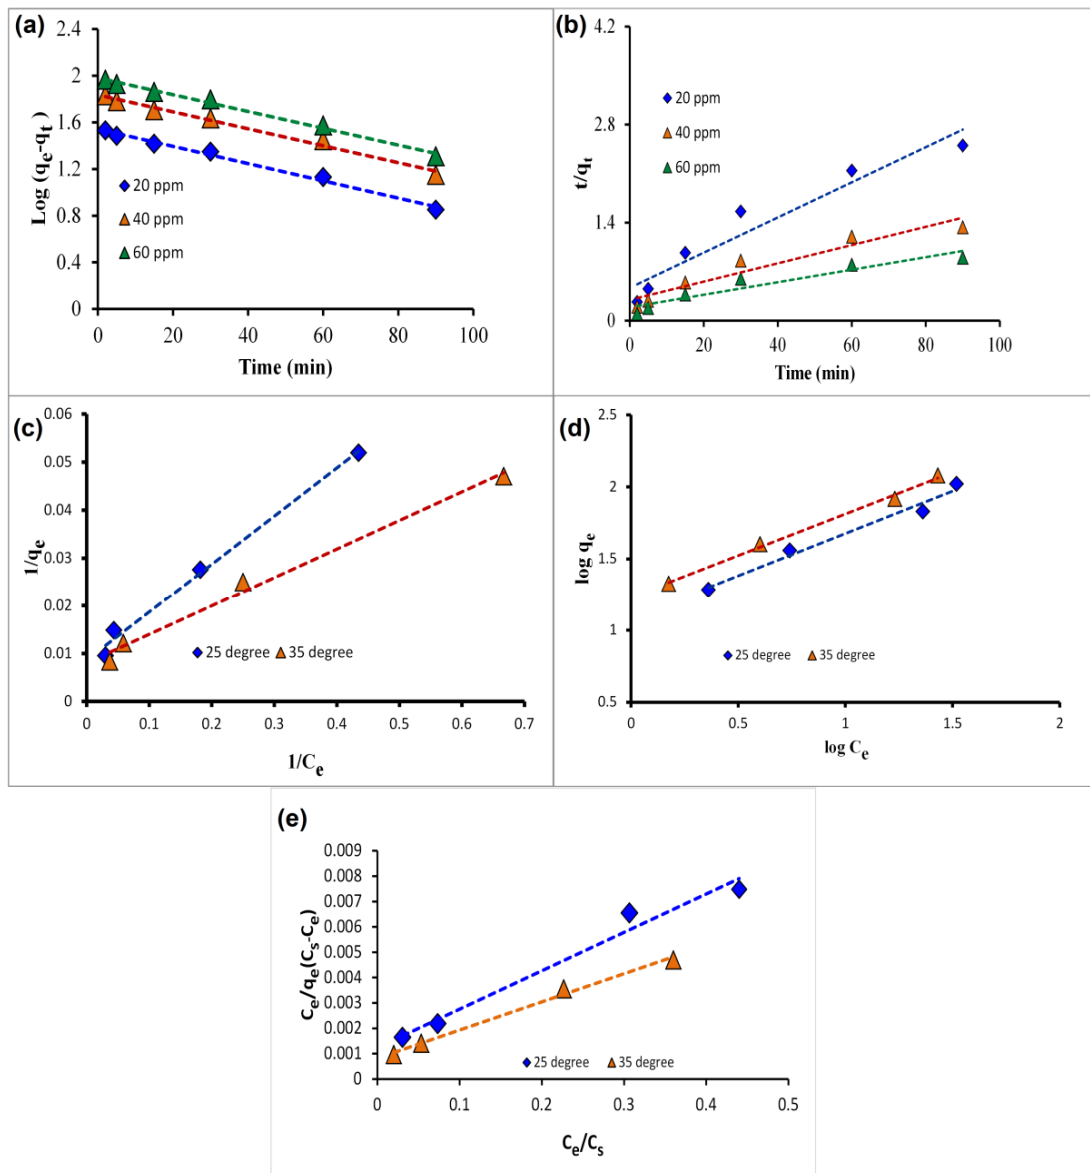 (a)
2.4
2
1.6
1.2
0.8
0.4
0
Log (qe-qt)
20 ppm
40 ppm
60 ppm
0 20 40 60 80 100
Time (min)
(b)
4.2
2.8
1.4
0
t/qt
20 ppm
40 ppm
60 ppm
0 20 40 60 80 100
Time (min)
(c)
0.06
0.05
0.04
0.03
0.02
0.01
0
1/qe
25 degree 35 degree
0 0.1 0.2 0.3 0.4 0.5 0.6 0.7
1/Ce
(d)
2.5
2
1.5
1
0.5
log qe
25 degree 35 degree
0 0.5 1 1.5 2
log Ce
(e)
0.009
0.008
0.007
0.006
0.005
0.004
0.003
0.002
0.001
0
Ce/qe(Cs-Ce)
25 degree 35 degree
0 0.1 0.2 0.3 0.4 0.5
Ce/Cs